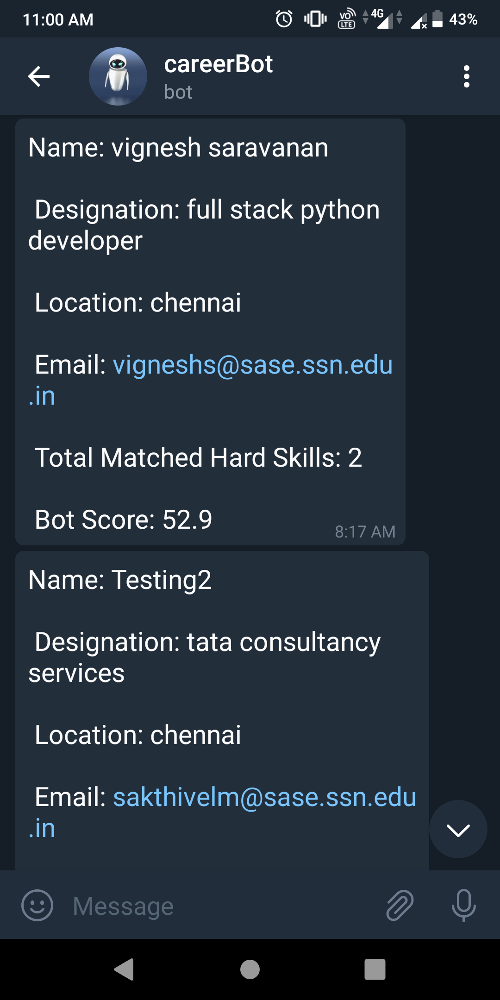 11:00 AM
VO LTE 4G 43%
careerBot
bot
Name: vignesh saravanan
Designation: full stack python
developer
Location: chennai
Email: vigneshs@sase.ssn.edu
.in
Total Matched Hard Skills: 2
Bot Score: 52.9
8:17 AM
Name: Testing2
Designation: tata consultancy
services
Location: chennai
Email: sakthivelm@sase.ssn.edu
.in
Message